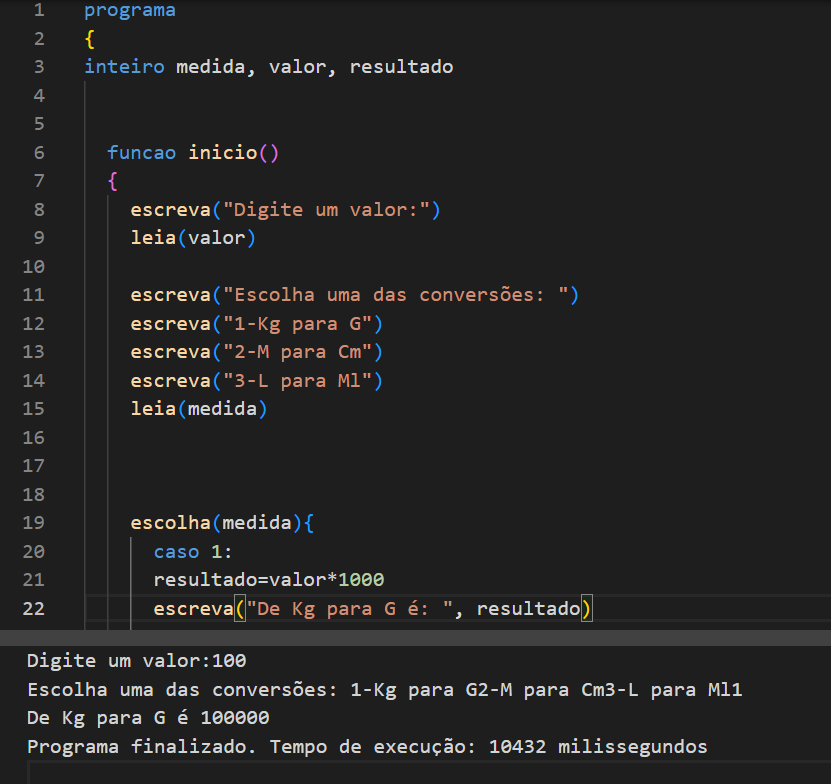 1 programa
2 {
3 inteiro medida, valor, resultado
4
5
6 funcao inicio()
7 {
8 escreva("Digite um valor:")
9 leia(valor)
10
11 escreva("Escolha uma das conversões: ")
12 escreva("1-Kg para G")
13 escreva("2-M para Cm")
14 escreva("3-L para Ml")
15 leia(medida)
16
17
18
19 escolha(medida){
20 caso 1:
21 resultado=valor*1000
22 escreva("De Kg para G é: ", resultado)
Digite um valor:100
Escolha uma das conversões: 1-Kg para G2-M para Cm3-L para Ml1
De Kg para G é 100000
Programa finalizado. Tempo de execução: 10432 milissegundos